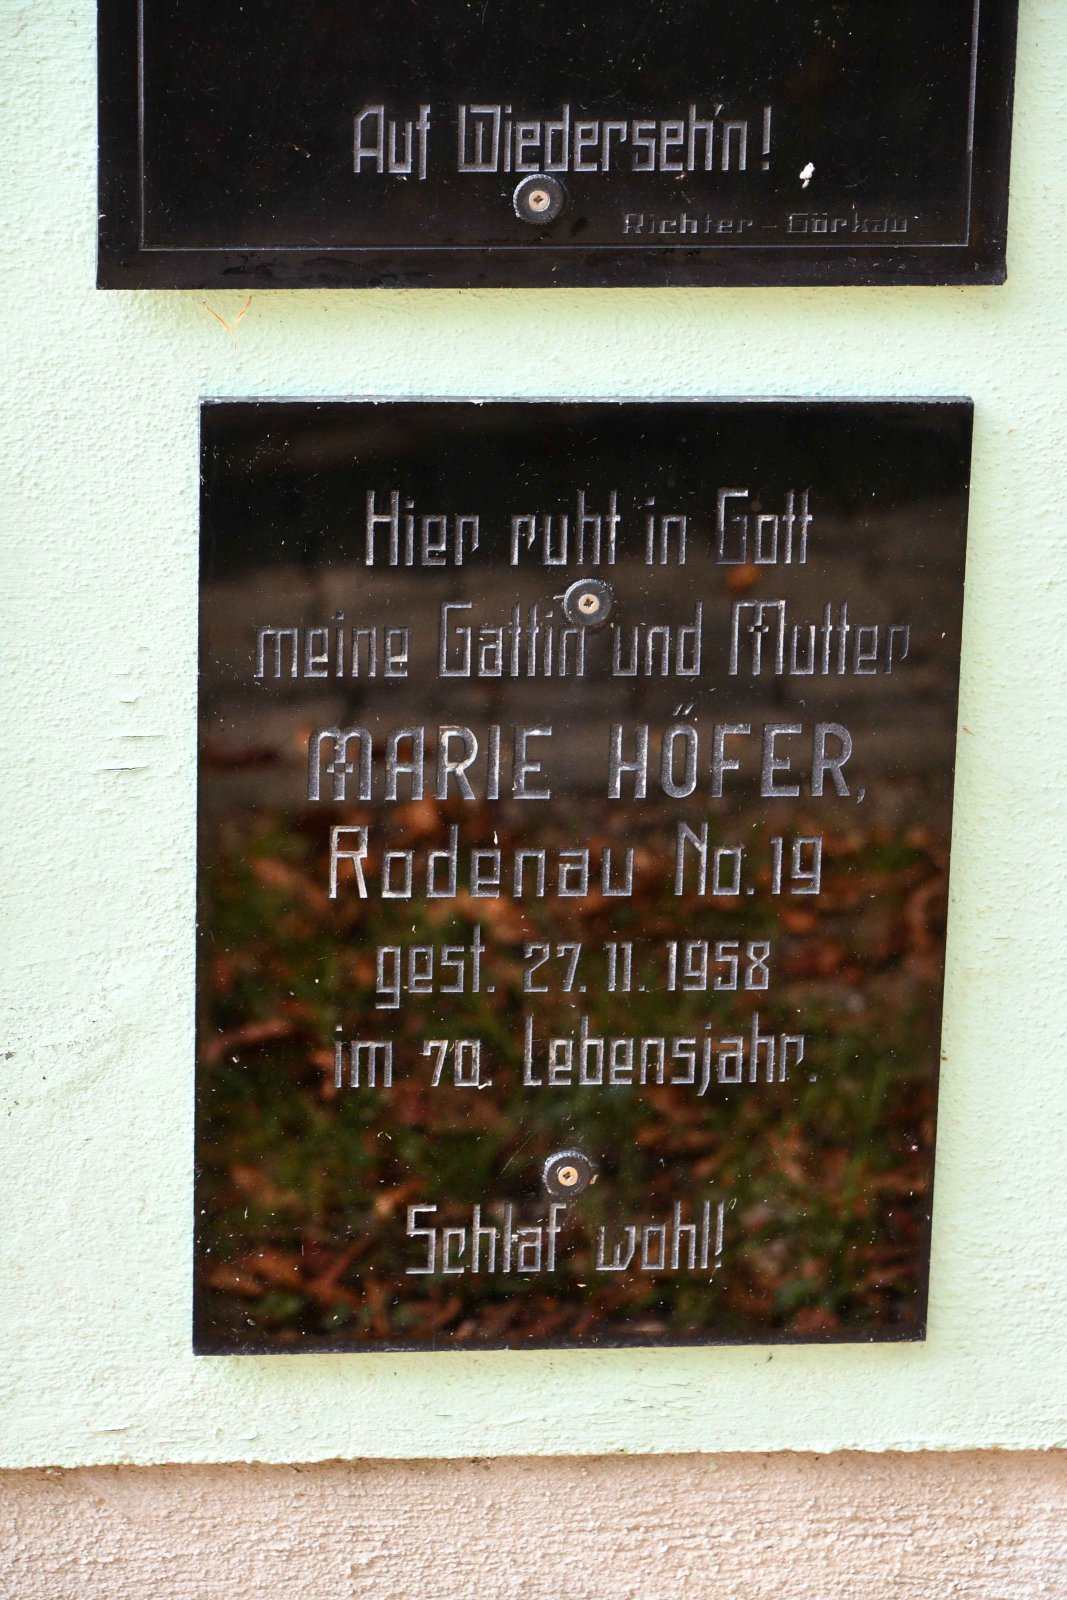 Auf Wiederseh'n!
Richter - Görkau
Hier ruht in Gott
meine Gattin und Mutter
MARIE HÖFER,
Rodenau No. 19
gest. 27. 11. 1958
im 70. Lebensjahr.
Schlaf wohl!